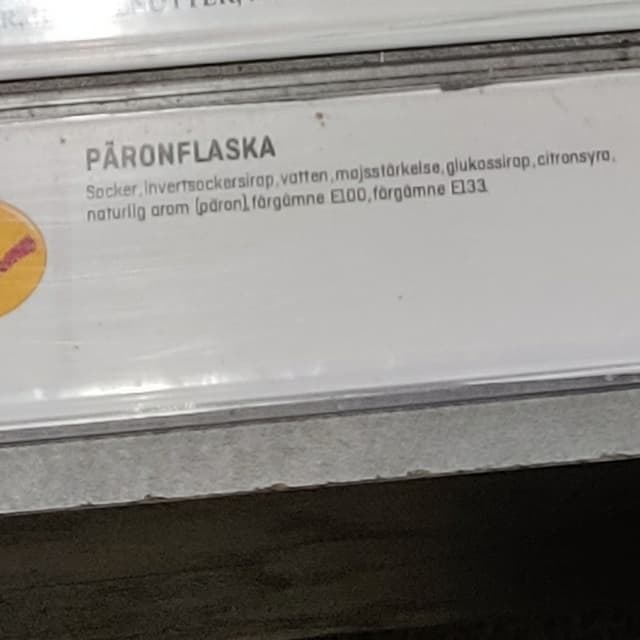 PÄRONFLASKA
Socker, invertsockersirap, vatten, majsstärkelse, glukossirap, citronsyra,
naturlig arom (päron), färgämne E100, färgämne E133.